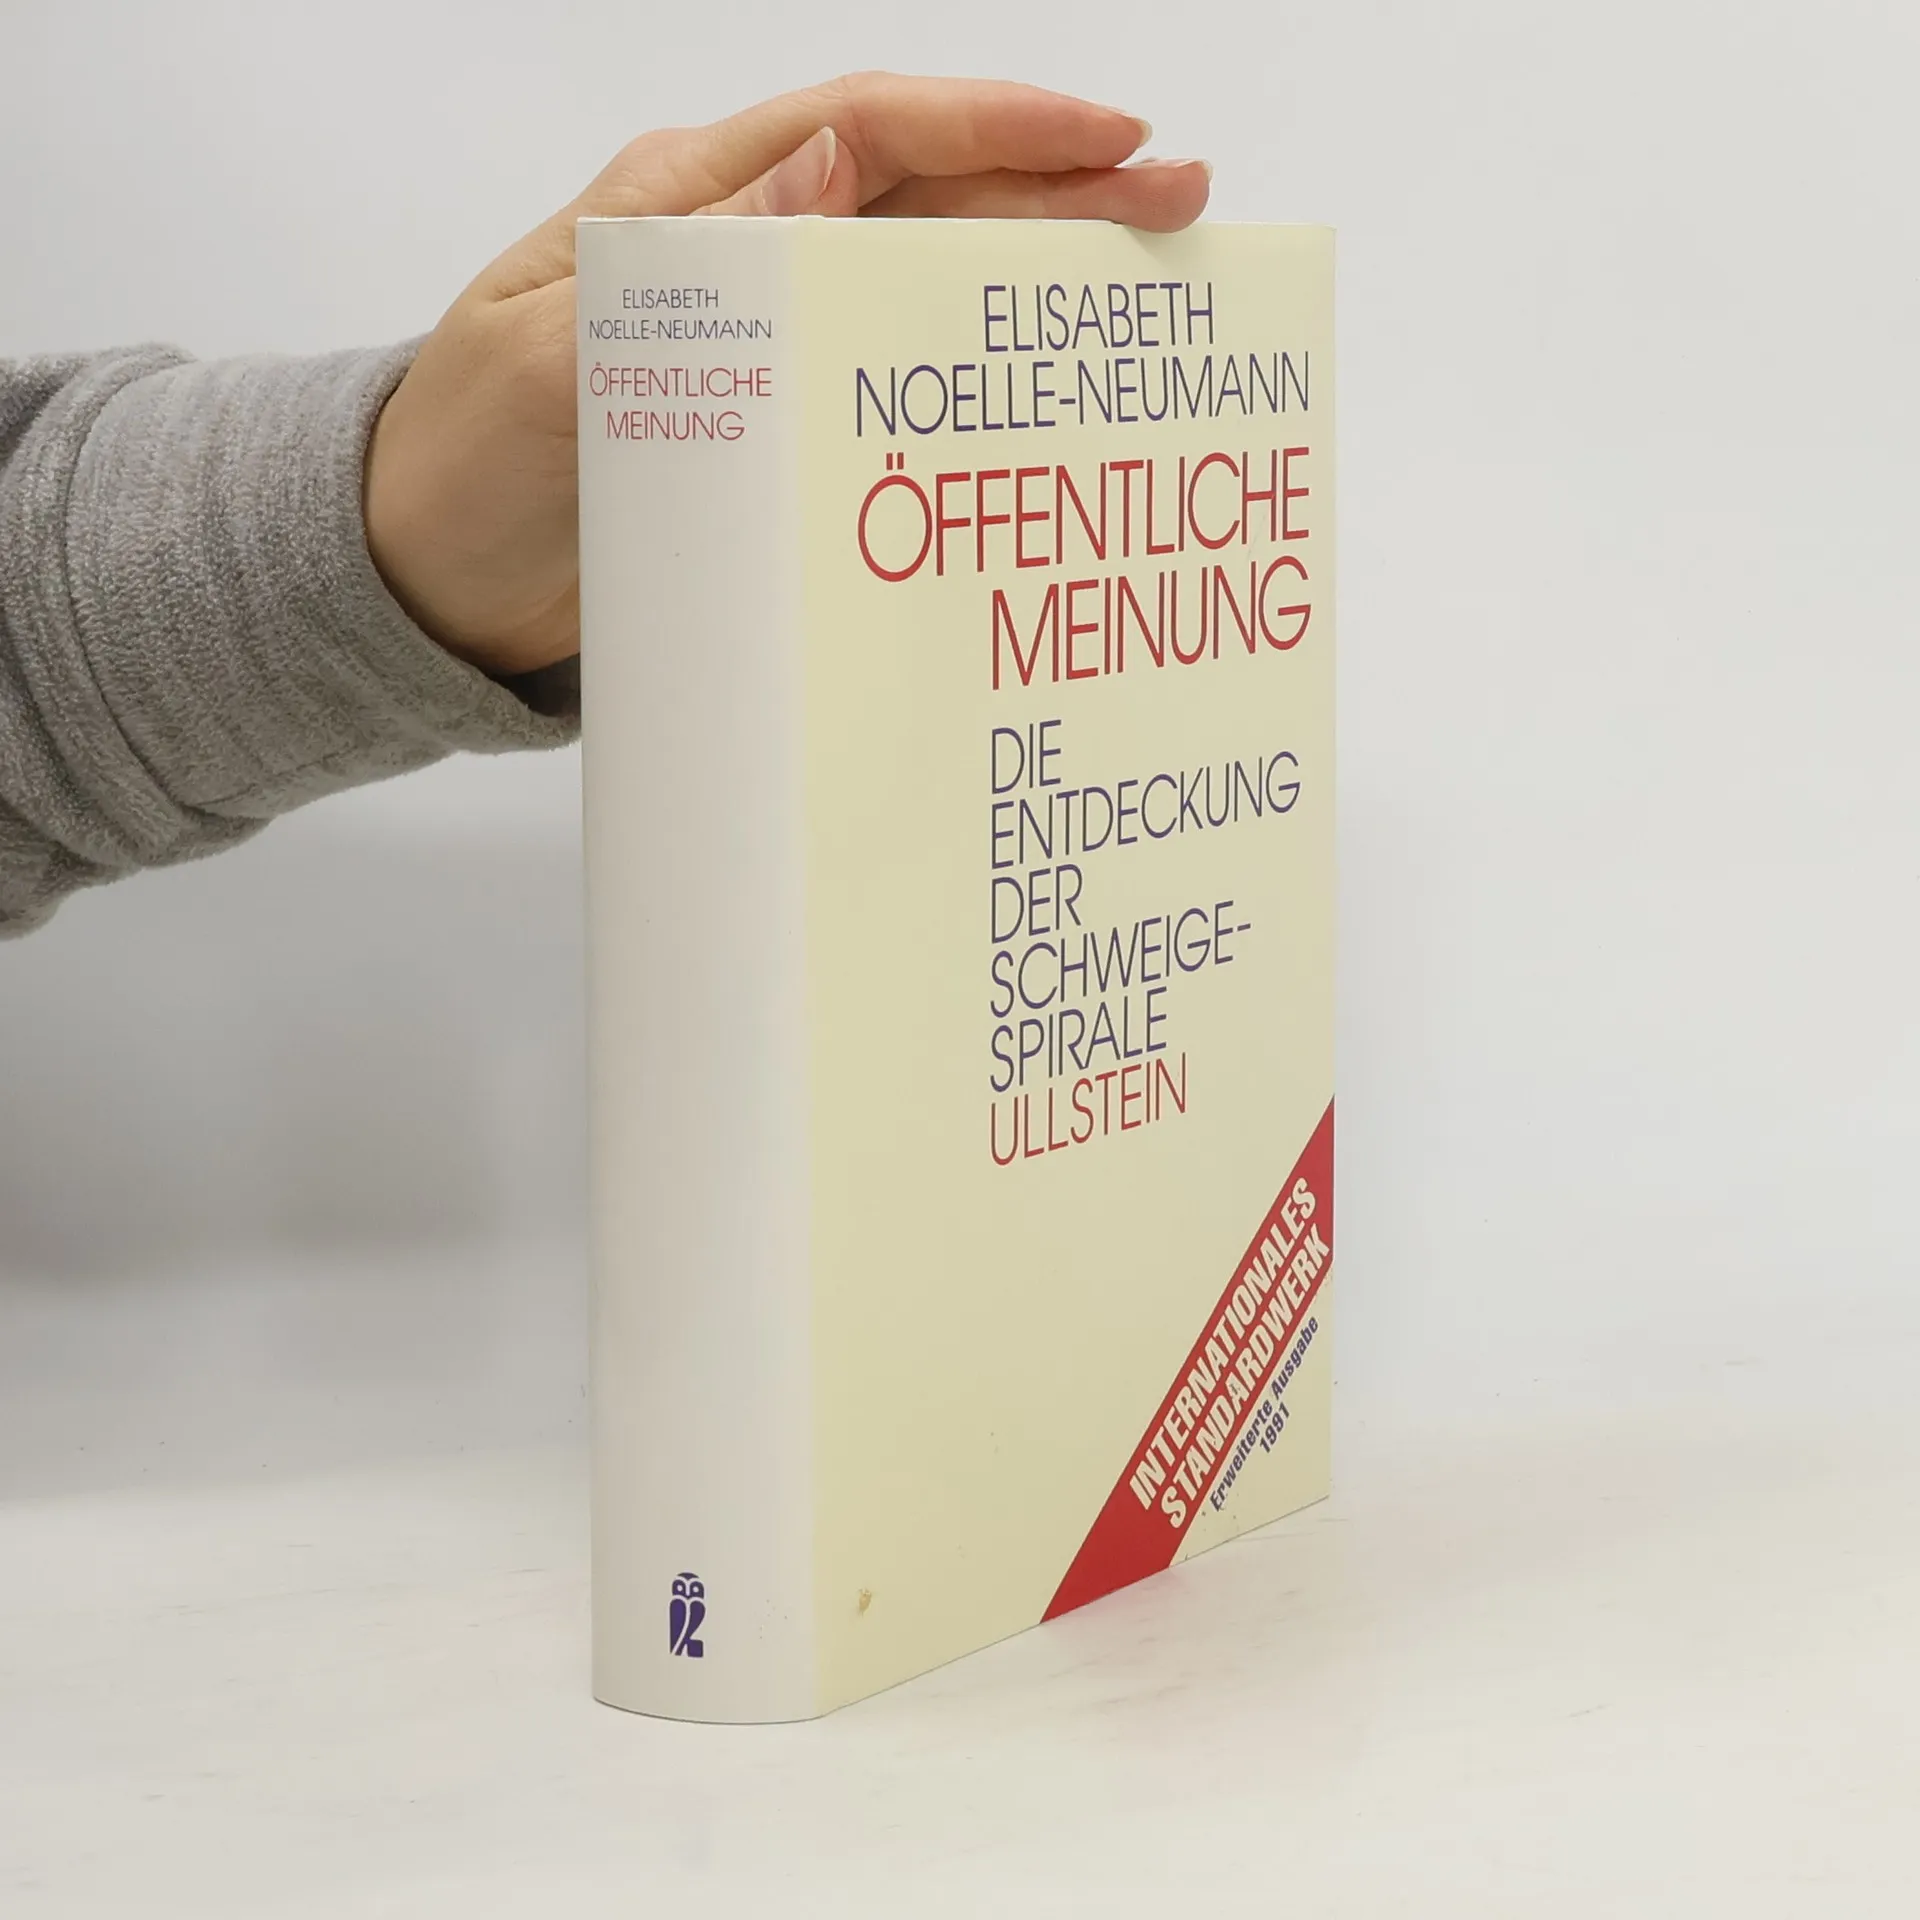 ELISABETH
NOELLE-NEUMANN
ÖFFENTLICHE
MEINUNG
ELISABETH
NOELLE-NEUMANN
ÖFFENTLICHE
MEINUNG
DIE
ENTDECKUNG
DER
SCHWEIGE-
SPIRALE
ULLSTEIN
INTERNATIONALES
STANDARDWERK
Erweiterte Ausgabe
1991